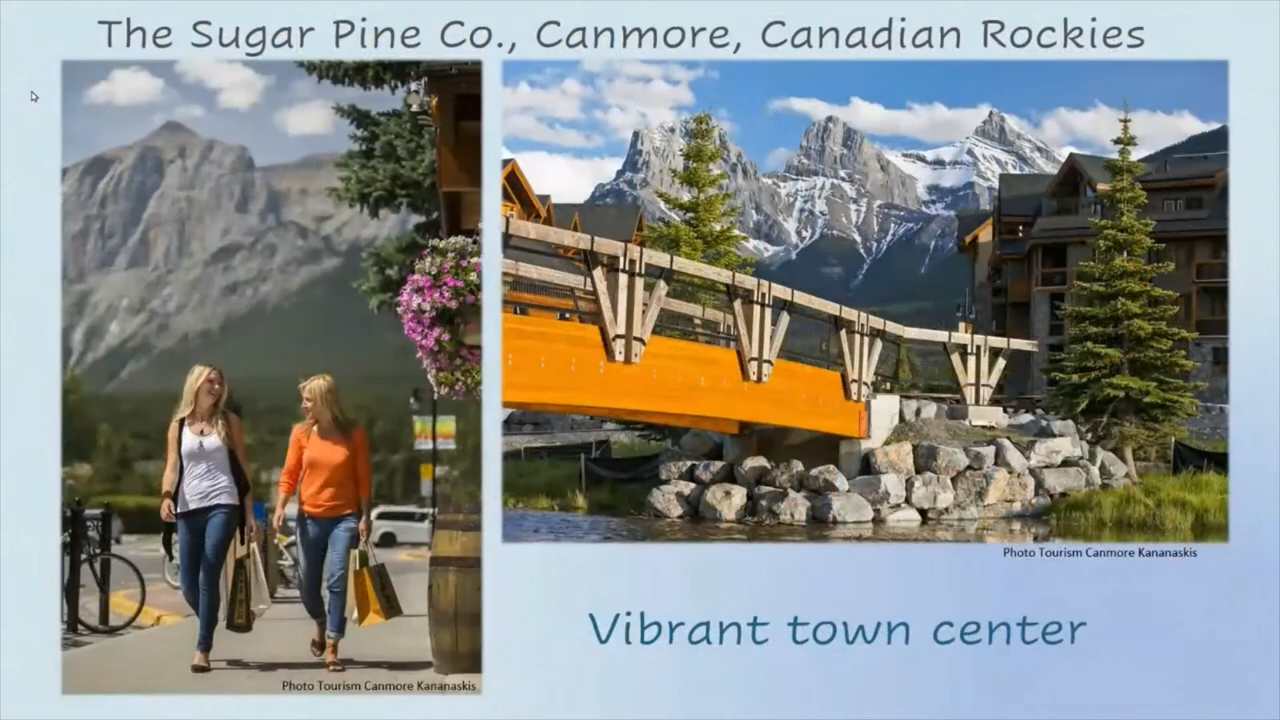 The Sugar Pine Co., Canmore, Canadian Rockies
Photo Tourism Canmore Kananaskis
Photo Tourism Canmore Kananaskis
Vibrant town center